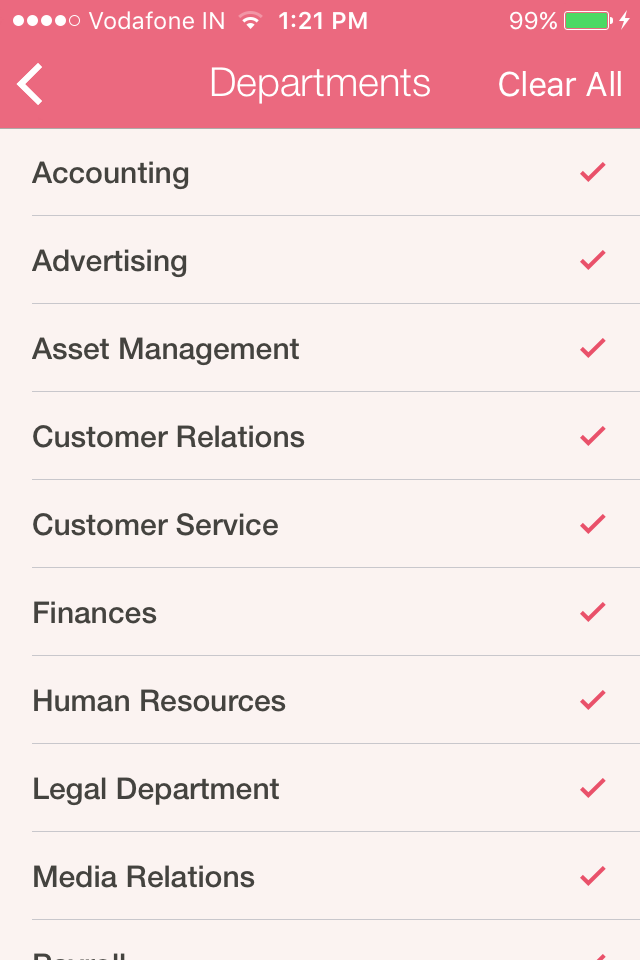 Vodafone IN 1:21 PM 99%
Departments Clear All
Accounting
Advertising
Asset Management
Customer Relations
Customer Service
Finances
Human Resources
Legal Department
Media Relations
Payroll